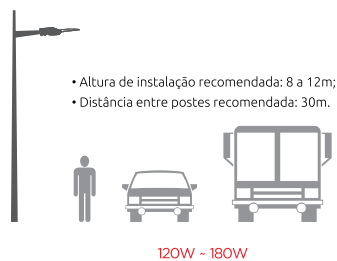 • Altura de instalação recomendada: 8 a 12m;
• Distância entre postes recomendada: 30m.
120W ~ 180W